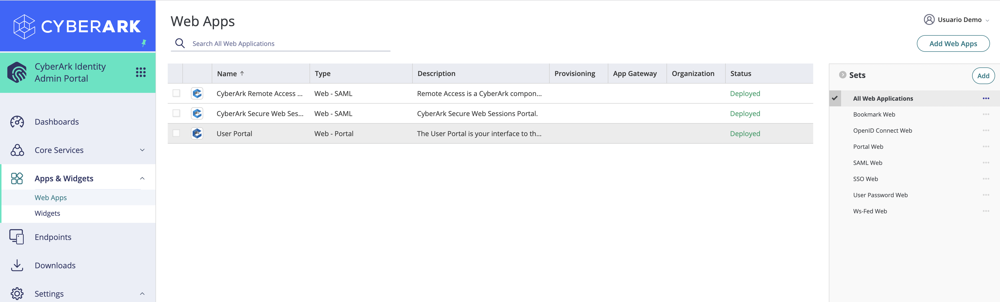 CYBERARK
CyberArk Identity
Admin Portal
Dashboards
Core Services
Apps & Widgets
Web Apps
Widgets
Endpoints
Downloads
Settings
Web Apps
Usuario Demo
Search All Web Applications
Add Web Apps
Name ↑ Type Description Provisioning App Gateway Organization Status
CyberArk Remote Access ... Web - SAML Remote Access is a CyberArk compon... Deployed
CyberArk Secure Web Ses... Web - SAML CyberArk Secure Web Sessions Portal. Deployed
User Portal Web - Portal The User Portal is your interface to th... Deployed
Sets Add
All Web Applications
Bookmark Web
OpenID Connect Web
Portal Web
SAML Web
SSO Web
User Password Web
Ws-Fed Web